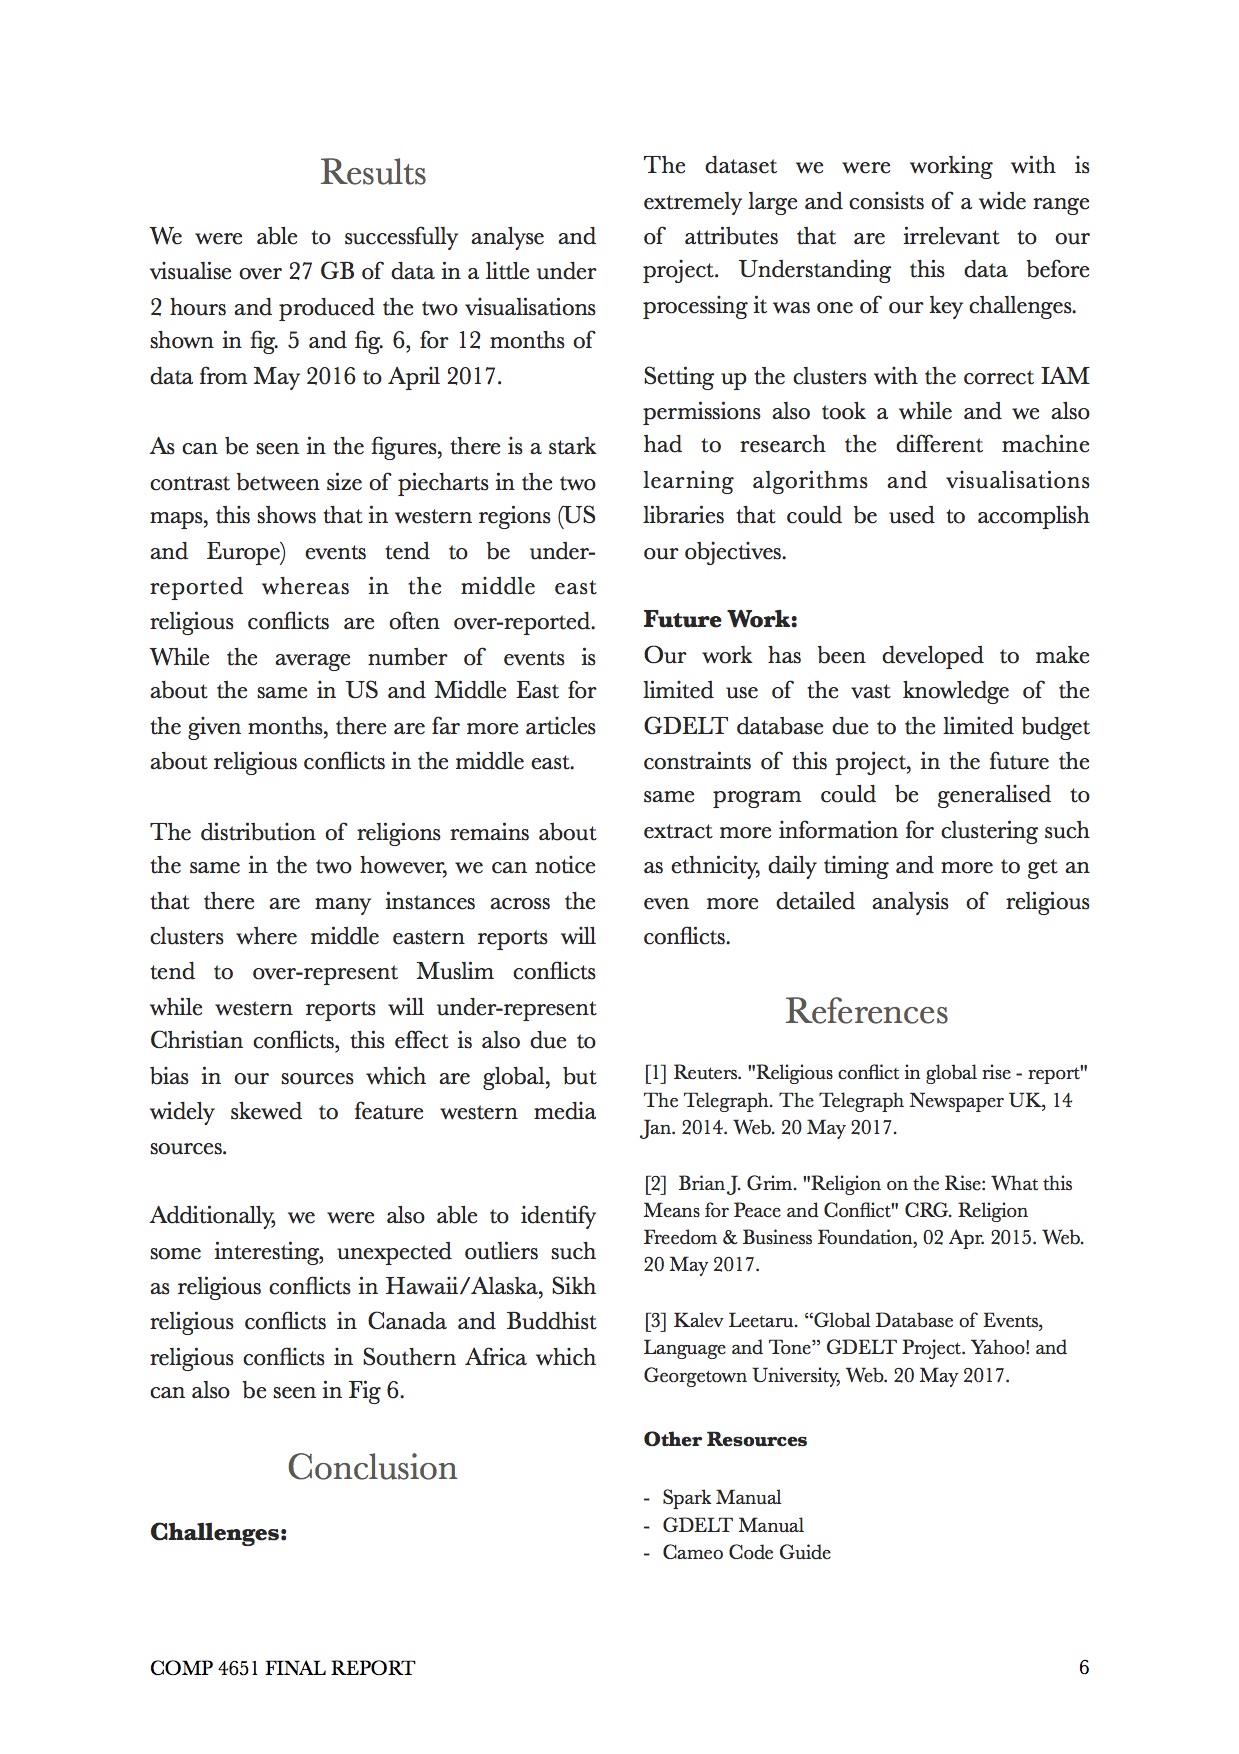 Results
We were able to successfully analyse and
visualise over 27 GB of data in a little under
2 hours and produced the two visualisations
shown in fig. 5 and fig. 6, for 12 months of
data from May 2016 to April 2017.
As can be seen in the figures, there is a stark
contrast between size of piecharts in the two
maps, this shows that in western regions (US
and Europe) events tend to be under-
reported whereas in the middle east
religious conflicts are often over-reported.
While the average number of events is
about the same in US and Middle East for
the given months, there are far more articles
about religious conflicts in the middle east.
The distribution of religions remains about
the same in the two however, we can notice
that there are many instances across the
clusters where middle eastern reports will
tend to over-represent Muslim conflicts
while western reports will under-represent
Christian conflicts, this effect is also due to
bias in our sources which are global, but
widely skewed to feature western media
sources.
Additionally, we were also able to identify
some interesting, unexpected outliers such
as religious conflicts in Hawaii/Alaska, Sikh
religious conflicts in Canada and Buddhist
religious conflicts in Southern Africa which
can also be seen in Fig 6.
Conclusion
Challenges:
The dataset we were working with is
extremely large and consists of a wide range
of attributes that are irrelevant to our
project. Understanding this data before
processing it was one of our key challenges.
Setting up the clusters with the correct IAM
permissions also took a while and we also
had to research the different machine
learning algorithms and visualisations
libraries that could be used to accomplish
our objectives.
Future Work:
Our work has been developed to make
limited use of the vast knowledge of the
GDELT database due to the limited budget
constraints of this project, in the future the
same program could be generalised to
extract more information for clustering such
as ethnicity, daily timing and more to get an
even more detailed analysis of religious
conflicts.
References
[1] Reuters. "Religious conflict in global rise - report"
The Telegraph. The Telegraph Newspaper UK, 14
Jan. 2014. Web. 20 May 2017.
[2] Brian J. Grim. "Religion on the Rise: What this
Means for Peace and Conflict" CRG. Religion
Freedom & Business Foundation, 02 Apr. 2015. Web.
20 May 2017.
[3] Kalev Leetaru. “Global Database of Events,
Language and Tone” GDELT Project. Yahoo! and
Georgetown University, Web. 20 May 2017.
Other Resources
- Spark Manual
- GDELT Manual
- Cameo Code Guide
COMP 4651 FINAL REPORT
6